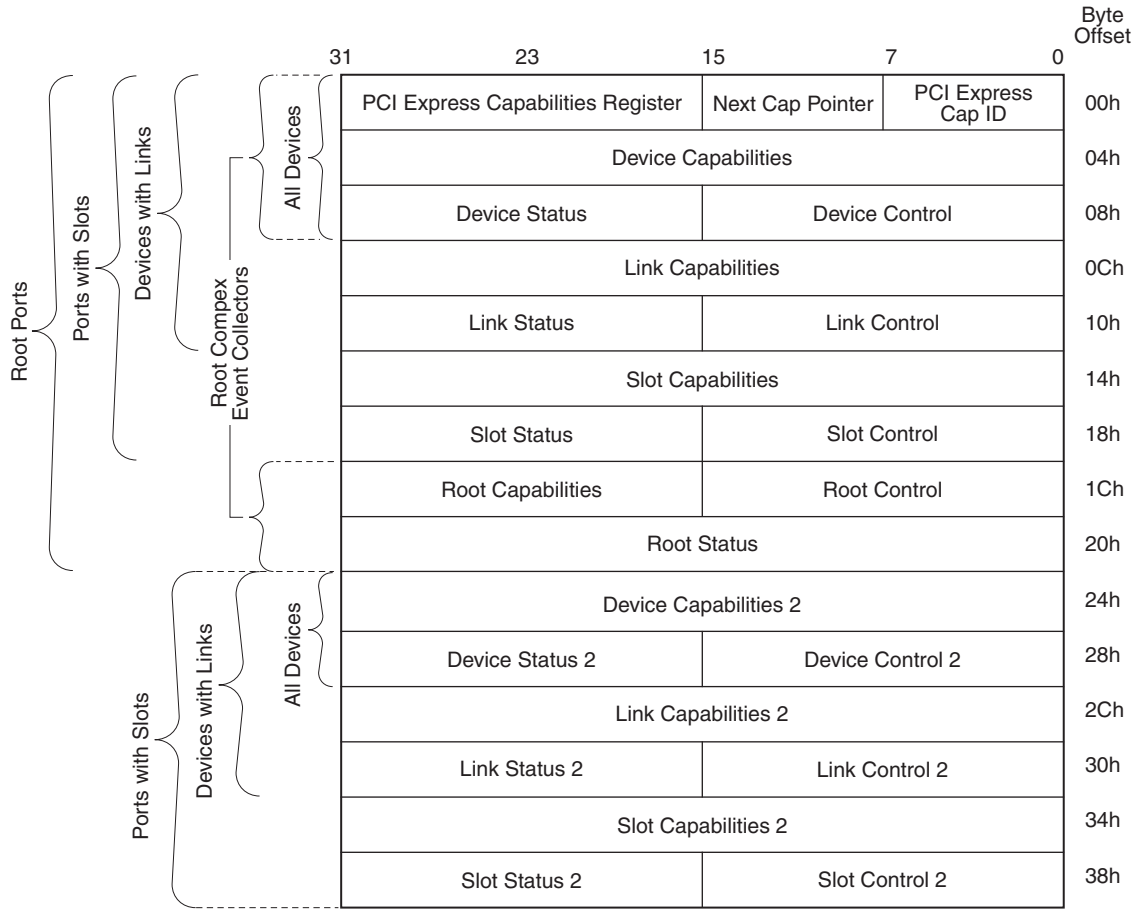 Byte
Offset
31 23 15 7 0
PCI Express Capabilities Register Next Cap Pointer PCI Express
Cap ID 00h
Device Capabilities 04h
Device Status Device Control 08h
Link Capabilities 0Ch
Link Status Link Control 10h
Slot Capabilities 14h
Slot Status Slot Control 18h
Root Capabilities Root Control 1Ch
Root Status 20h
Device Capabilities 2 24h
Device Status 2 Device Control 2 28h
Link Capabilities 2 2Ch
Link Status 2 Link Control 2 30h
Slot Capabilities 2 34h
Slot Status 2 Slot Control 2 38h
Root Ports
Ports with Slots
Devices with Links
Root Compex
Event Collectors
All Devices
Ports with Slots
Devices with Links
All Devices